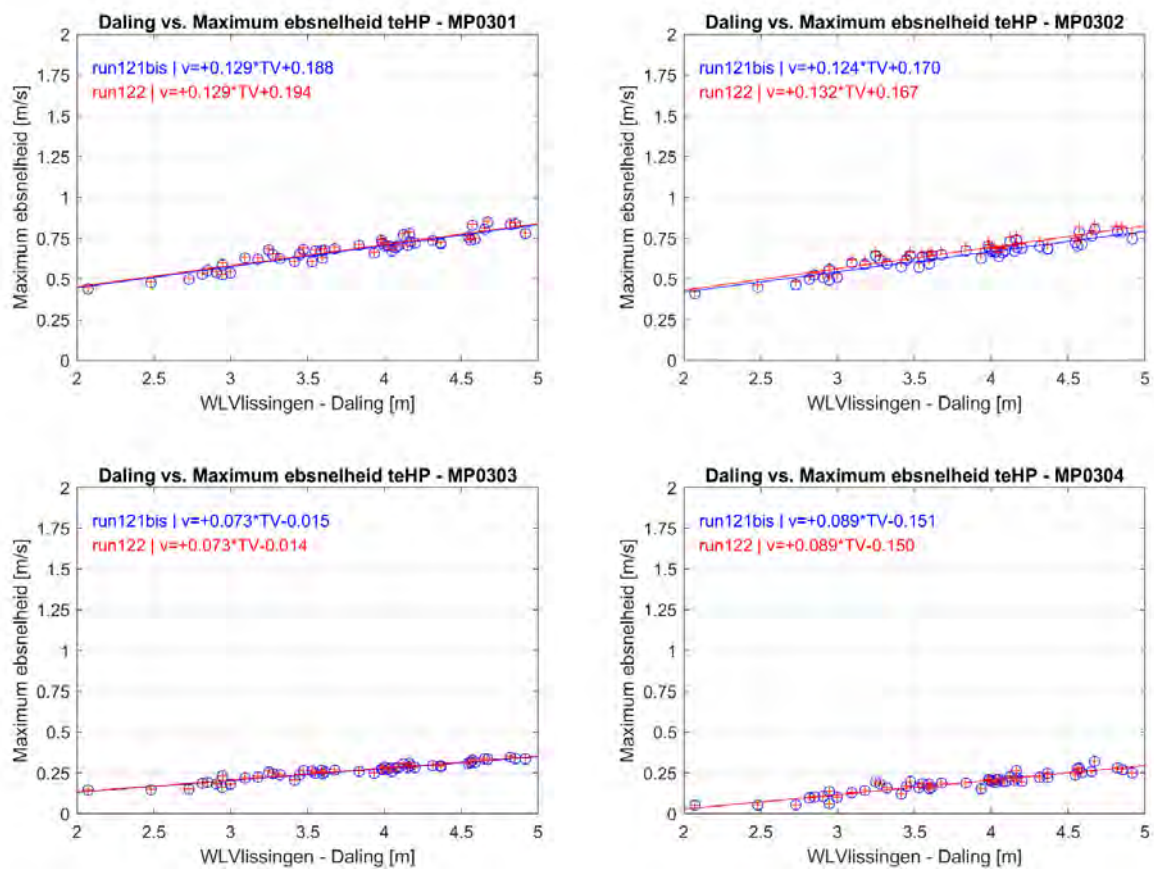 Daling vs. Maximum ebsnelheid teHP - MP0301
run121bis | v=+0.129*TV+0.188
run122 | v=+0.129*TV+0.194
Maximum ebsnelheid [m/s]
2
1.75
1.5
1.25
1
0.75
0.5
0.25
0
2 2.5 3 3.5 4 4.5 5
WLVlissingen - Daling [m]
Daling vs. Maximum ebsnelheid teHP - MP0302
run121bis | v=+0.124*TV+0.170
run122 | v=+0.132*TV+0.167
Maximum ebsnelheid [m/s]
2
1.75
1.5
1.25
1
0.75
0.5
0.25
0
2 2.5 3 3.5 4 4.5 5
WLVlissingen - Daling [m]
Daling vs. Maximum ebsnelheid teHP - MP0303
run121bis | v=+0.073*TV-0.015
run122 | v=+0.073*TV-0.014
Maximum ebsnelheid [m/s]
2
1.75
1.5
1.25
1
0.75
0.5
0.25
0
2 2.5 3 3.5 4 4.5 5
WLVlissingen - Daling [m]
Daling vs. Maximum ebsnelheid teHP - MP0304
run121bis | v=+0.089*TV-0.151
run122 | v=+0.089*TV-0.150
Maximum ebsnelheid [m/s]
2
1.75
1.5
1.25
1
0.75
0.5
0.25
0
2 2.5 3 3.5 4 4.5 5
WLVlissingen - Daling [m]